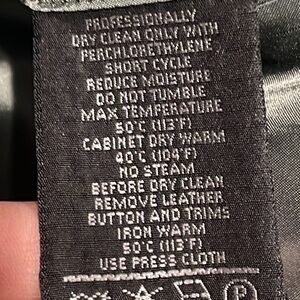 PROFESSIONALLY
DRY CLEAN ONLY WITH
PERCHLORETHYLENE
SHORT CYCLE
REDUCE MOISTURE
DO NOT TUMBLE
MAX TEMPERATURE
50°C (113°F)
CABINET DRY WARM
40°C (104°F)
NO STEAM
BEFORE DRY CLEAN
REMOVE LEATHER
BUTTON AND TRIMS
IRON WARM
50°C (113°F)
USE PRESS CLOTH
P